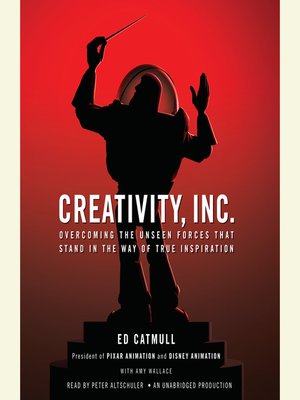 CREATIVITY, INC.
OVERCOMING THE UNSEEN FORCES THAT
STAND IN THE WAY OF TRUE INSPIRATION
ED CATMULL
President of PIXAR ANIMATION and DISNEY ANIMATION
WITH AMY WALLACE
READ BY PETER ALTSCHULER • AN UNABRIDGED PRODUCTION